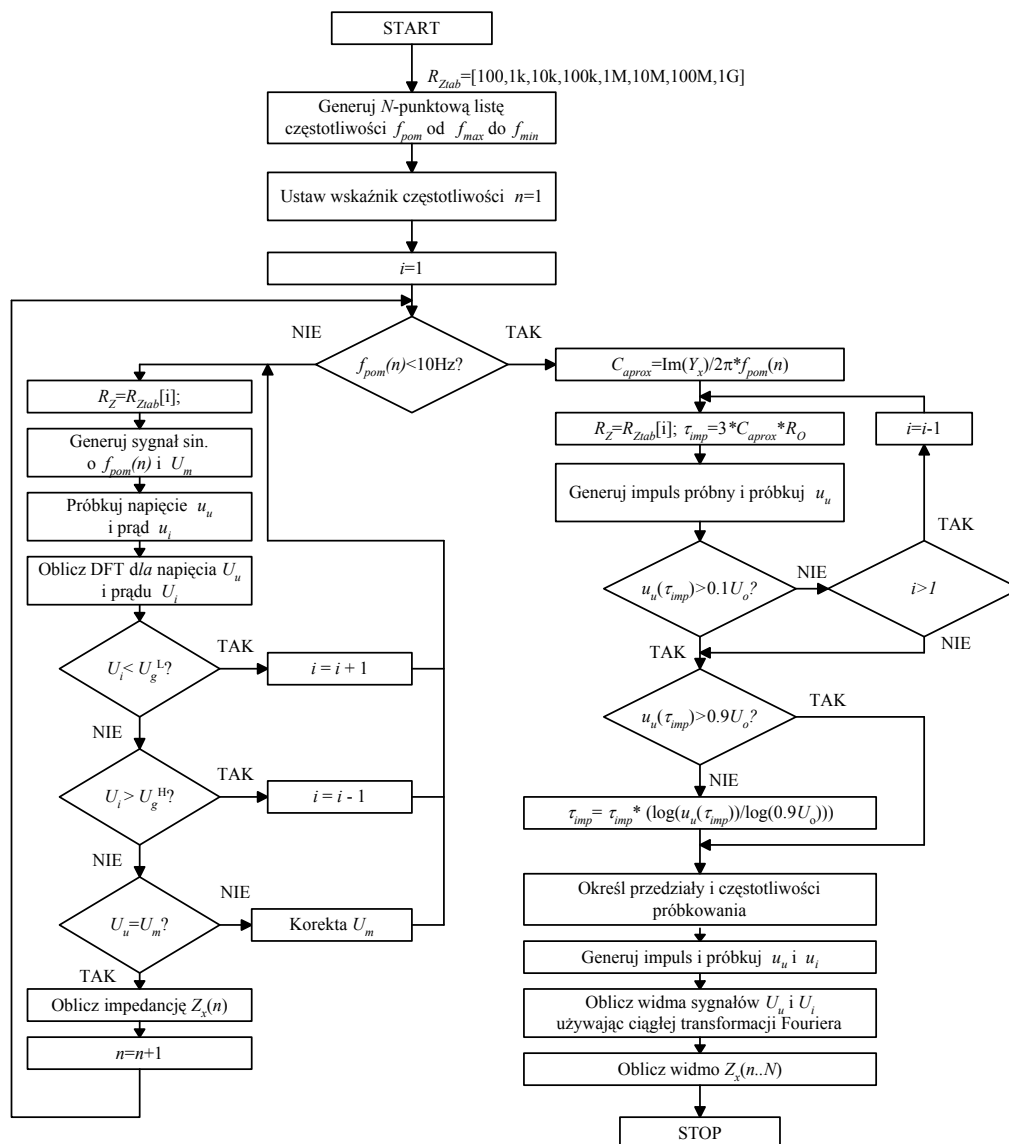 START
R_Ztab=[100,1k,10k,100k,1M,10M,100M,1G]
Generuj N-punktową listę
częstotliwości f_pom od f_max do f_min
Ustaw wskaźnik częstotliwości n=1
i=1
NIE
TAK
f_pom(n)<10Hz?
R_Z=R_Ztab[i];
Generuj sygnał sin.
o f_pom(n) i U_m
Próbkuj napięcie u_u
i prąd u_i
Oblicz DFT dla napięcia U_u
i prądu U_i
U_i< U_g^L?
TAK
i = i + 1
NIE
U_i> U_g^H?
TAK
i = i - 1
NIE
U_u=U_m?
NIE
Korekta U_m
TAK
Oblicz impedancję Z_x(n)
n=n+1
C_aprox=Im(Y_x)/2π*f_pom(n)
R_Z=R_Ztab[i]; τ_imp=3*C_aprox*R_O
i=i-1
Generuj impuls próbny i próbkuj u_u
TAK
u_u(τ_imp)>0.1U_o?
NIE
i>1
TAK
NIE
u_u(τ_imp)>0.9U_o?
TAK
NIE
τ_imp= τ_imp* (log(u_u(τ_imp))/log(0.9U_o)))
Określ przedziały i częstotliwości
próbkowania
Generuj impuls i próbkuj u_u i u_i
Oblicz widma sygnałów U_u i U_i
używając ciągłej transformacji Fouriera
Oblicz widmo Z_x(n..N)
STOP